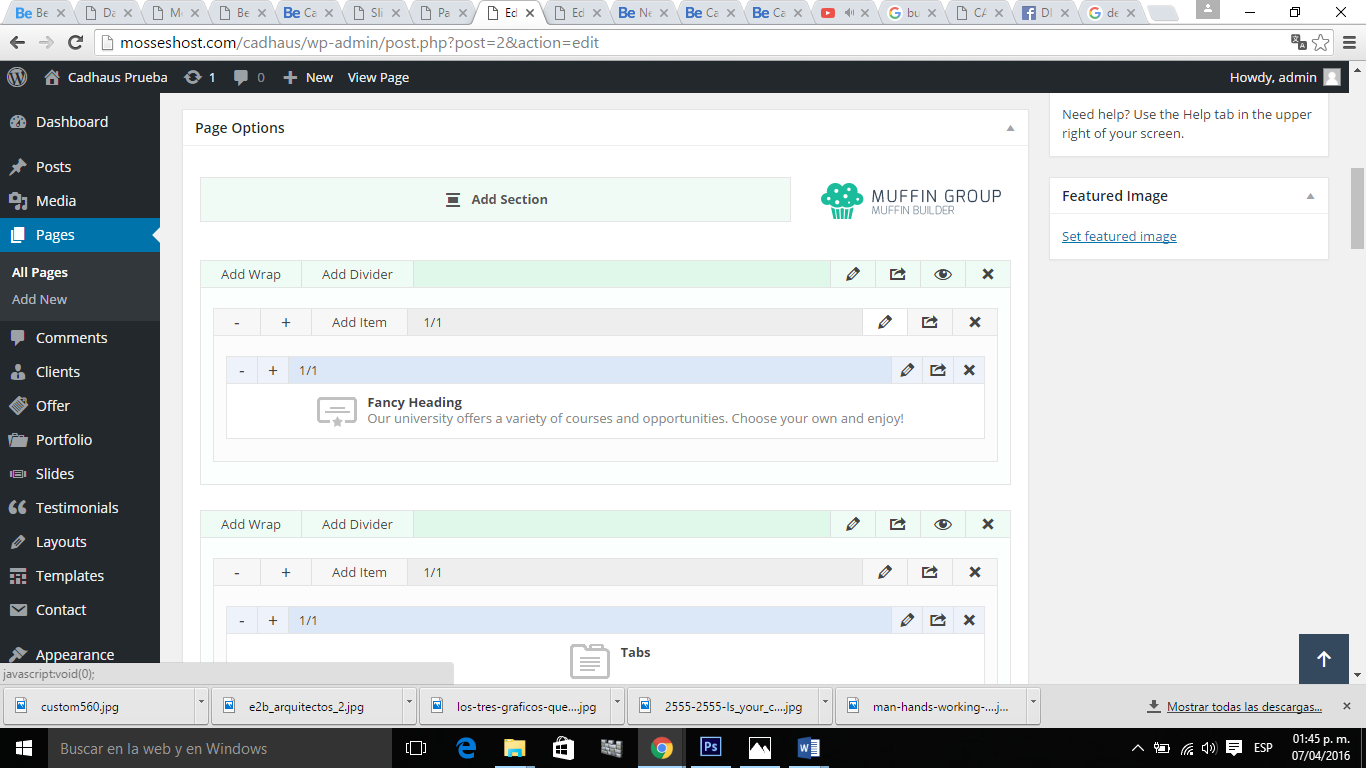 Be Be
Da
Mo
Be
Be Ca
Sli
Pa
Ed
Ed
Be Ne
Be Ca
Be Ca
bu
CA
DI
de
mosseshost.com/cadhaus/wp-admin/post.php?post=2&action=edit
Cadhaus Prueba 1 0 New View Page Howdy, admin
Dashboard
Posts
Media
Pages
All Pages
Add New
Comments
Clients
Offer
Portfolio
Slides
Testimonials
Layouts
Templates
Contact
Appearance
javascript:void(0);
Page Options
Add Section
MUFFIN GROUP
MUFFIN BUILDER
Add Wrap Add Divider
- + Add Item 1/1
- + 1/1
Fancy Heading
Our university offers a variety of courses and opportunities. Choose your own and enjoy!
Add Wrap Add Divider
- + Add Item 1/1
- + 1/1
Tabs
Need help? Use the Help tab in the upper
right of your screen.
Featured Image
Set featured image
custom560.jpg
e2b_arquitectos_2.jpg
los-tres-graficos-que....jpg
2555-2555-Is_your_c....jpg
man-hands-working-....j...
Mostrar todas las descargas...
Buscar en la web y en Windows
Ps
ESP
01:45 p. m.
07/04/2016